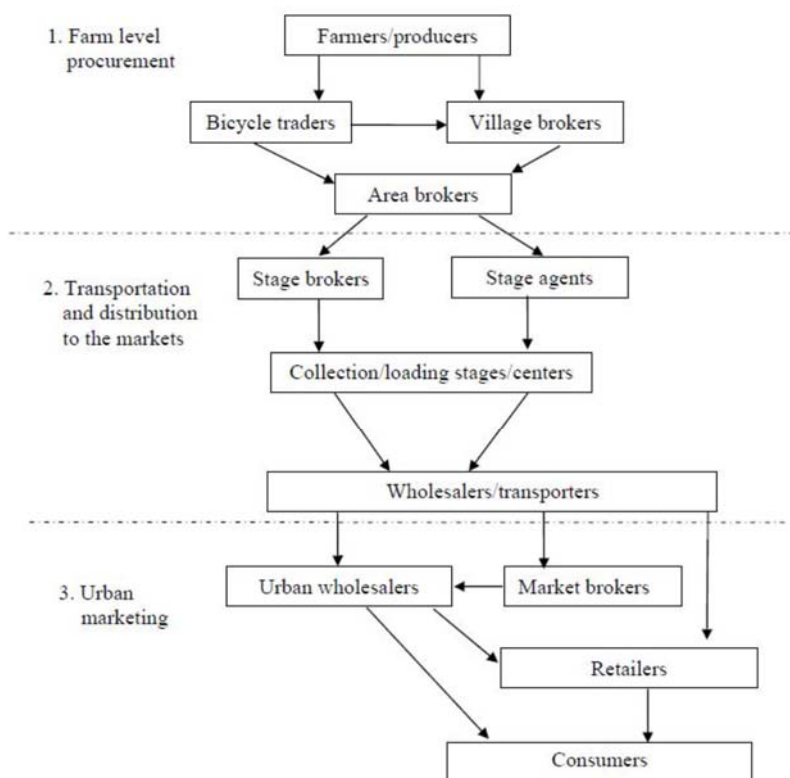 1. Farm level
procurement
Farmers/producers
Bicycle traders
Village brokers
Area brokers
2. Transportation
and distribution
to the markets
Stage brokers
Stage agents
Collection/loading stages/centers
Wholesalers/transporters
3. Urban
marketing
Urban wholesalers
Market brokers
Retailers
Consumers